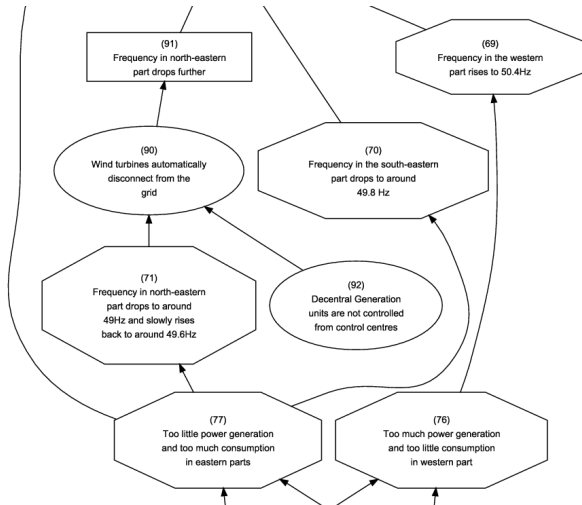 (91)
Frequency in north-eastern
part drops further
(69)
Frequency in the western
part rises to 50.4Hz
(90)
Wind turbines automatically
disconnect from the
grid
(70)
Frequency in the south-eastern
part drops to around
49.8 Hz
(71)
Frequency in north-eastern
part drops to around
49Hz and slowly rises
back to around 49.6Hz
(92)
Decentral Generation
units are not controlled
from control centres
(77)
Too little power generation
and too much consumption
in eastern parts
(76)
Too much power generation
and too little consumption
in western part